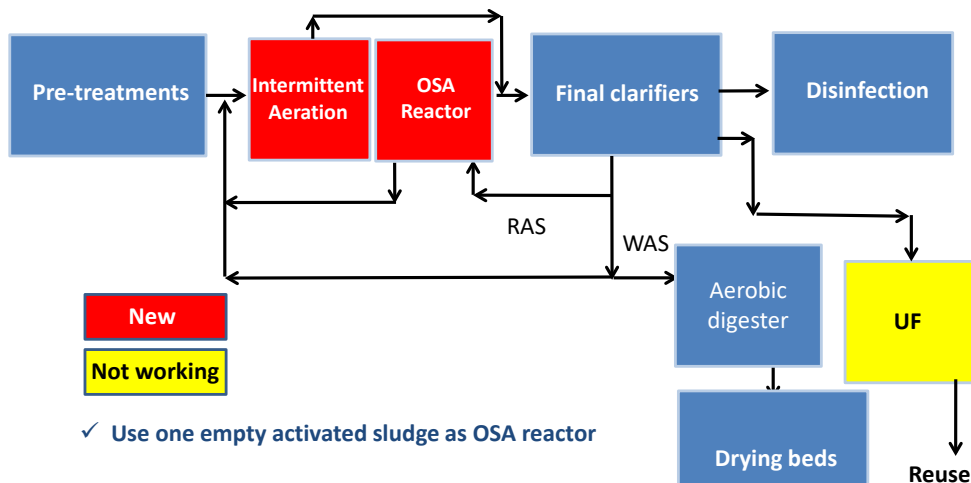 Pre-treatments
Intermittent
Aeration
OSA
Reactor
Final clarifiers
Disinfection
RAS
WAS
Aerobic
digester
UF
New
Not working
✓ Use one empty activated sludge as OSA reactor
Drying beds
Reuse